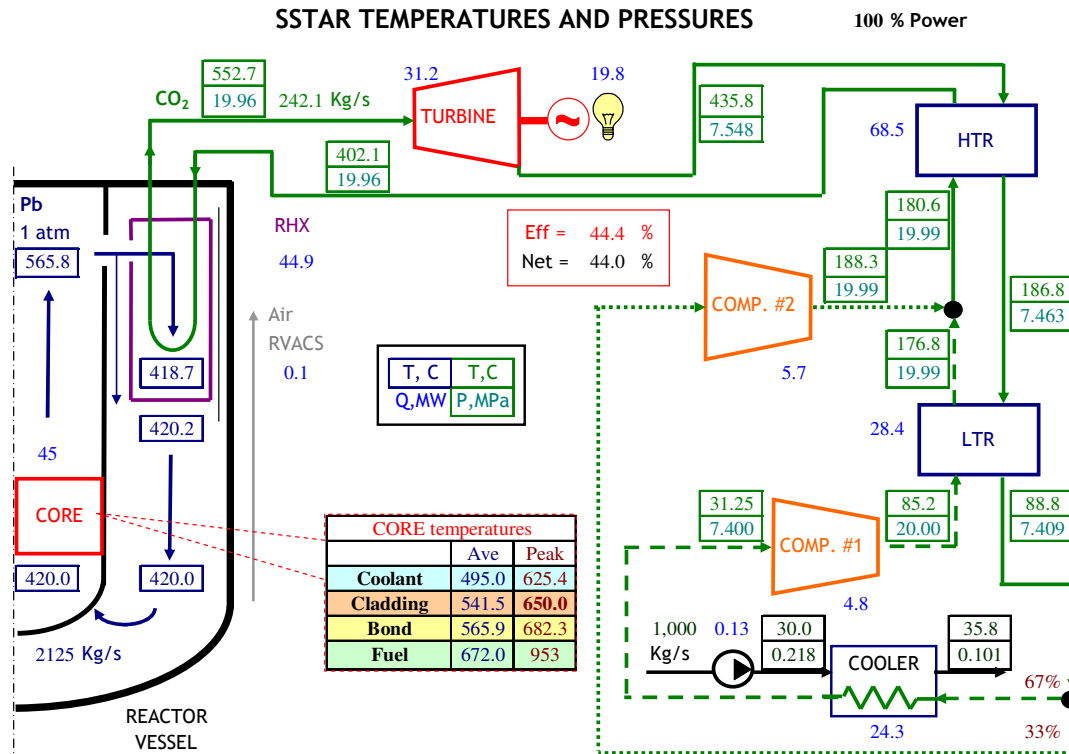 SSTAR TEMPERATURES AND PRESSURES
100 % Power
552.7
19.96
CO2
242.1 Kg/s
31.2
TURBINE
~
19.8
435.8
7.548
68.5
HTR
402.1
19.96
Pb
1 atm
565.8
RHX
44.9
Eff = 44.4 %
Net = 44.0 %
180.6
19.99
188.3
19.99
COMP. #2
5.7
186.8
7.463
176.8
19.99
Air
RVACS
0.1
418.7
420.2
T, C T,C
Q,MW P,MPa
28.4
LTR
45
CORE
420.0
420.0
2125 Kg/s
REACTOR
VESSEL
CORE temperatures
Ave Peak
Coolant 495.0 625.4
Cladding 541.5 650.0
Bond 565.9 682.3
Fuel 672.0 953
31.25
7.400
COMP. #1
4.8
85.2
20.00
88.8
7.409
1,000
Kg/s
0.13
30.0
0.218
COOLER
24.3
35.8
0.101
67%
33%